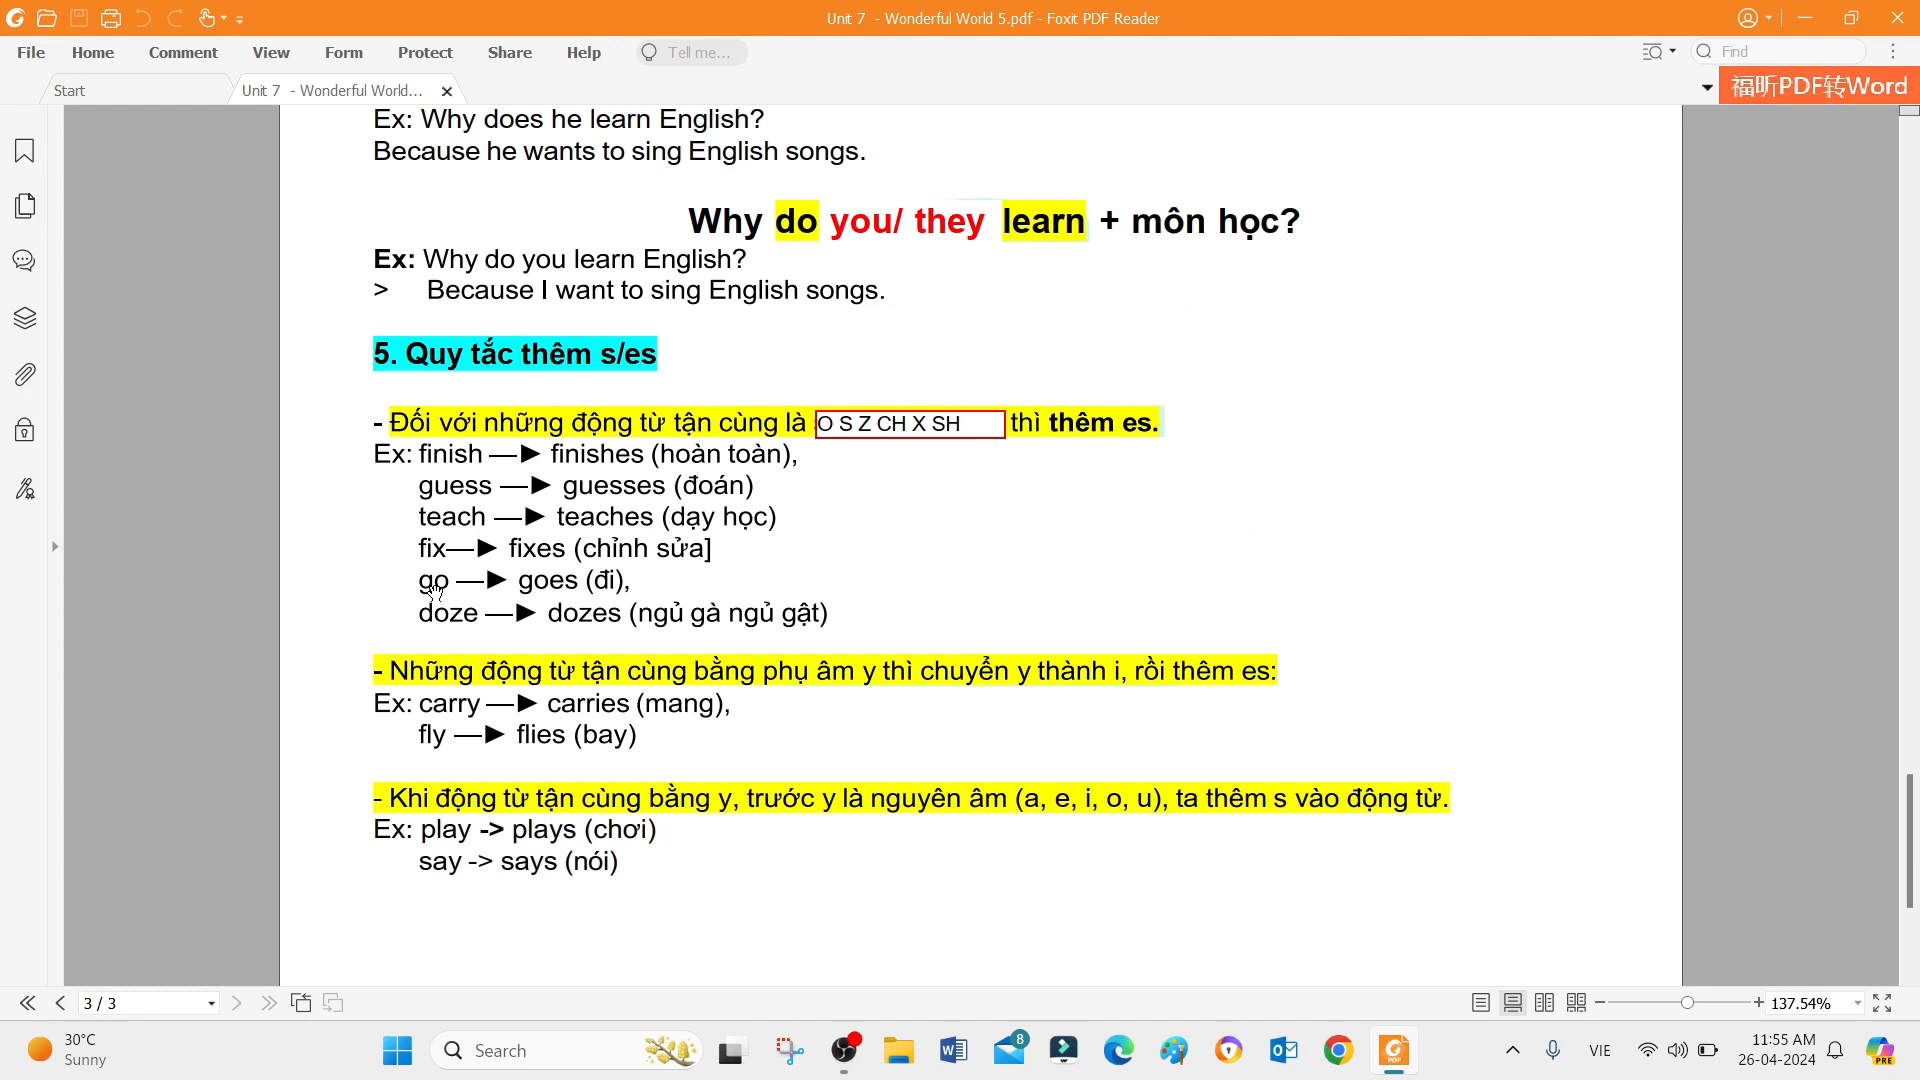 Unit 7 - Wonderful World 5.pdf - Foxit PDF Reader
File Home Comment View Form Protect Share Help Tell me... Find
Start Unit 7 - Wonderful World... 福昕PDF转Word
Ex: Why does he learn English?
Because he wants to sing English songs.
Why do you/ they learn + môn học?
Ex: Why do you learn English?
> Because I want to sing English songs.
5. Quy tắc thêm s/es
- Đối với những động từ tận cùng là O S Z CH X SH thì thêm es.
Ex: finish —► finishes (hoàn toàn),
guess —► guesses (đoán)
teach —► teaches (dạy học)
fix—► fixes (chỉnh sửa]
go —► goes (đi),
doze —► dozes (ngủ gà ngủ gật)
- Những động từ tận cùng bằng phụ âm y thì chuyển y thành i, rồi thêm es:
Ex: carry —► carries (mang),
fly —► flies (bay)
- Khi động từ tận cùng bằng y, trước y là nguyên âm (a, e, i, o, u), ta thêm s vào động từ.
Ex: play -> plays (chơi)
say -> says (nói)
3 / 3 137.54%
30°C
Sunny
Search
8
VIE
11:55 AM
26-04-2024
PRE